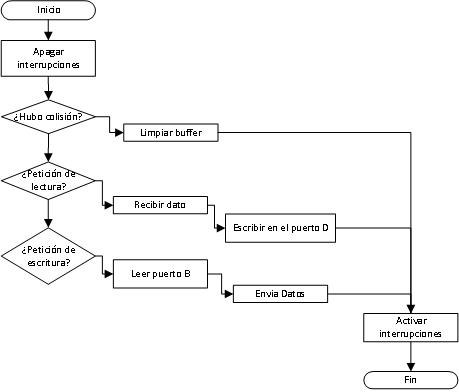 Inicio
Apagar
interrupciones
¿Hubo colisión?
Limpiar buffer
¿Petición de
lectura?
Recibir dato
Escribir en el puerto D
¿Petición de
escritura?
Leer puerto B
Envia Datos
Activar
interrupciones
Fin